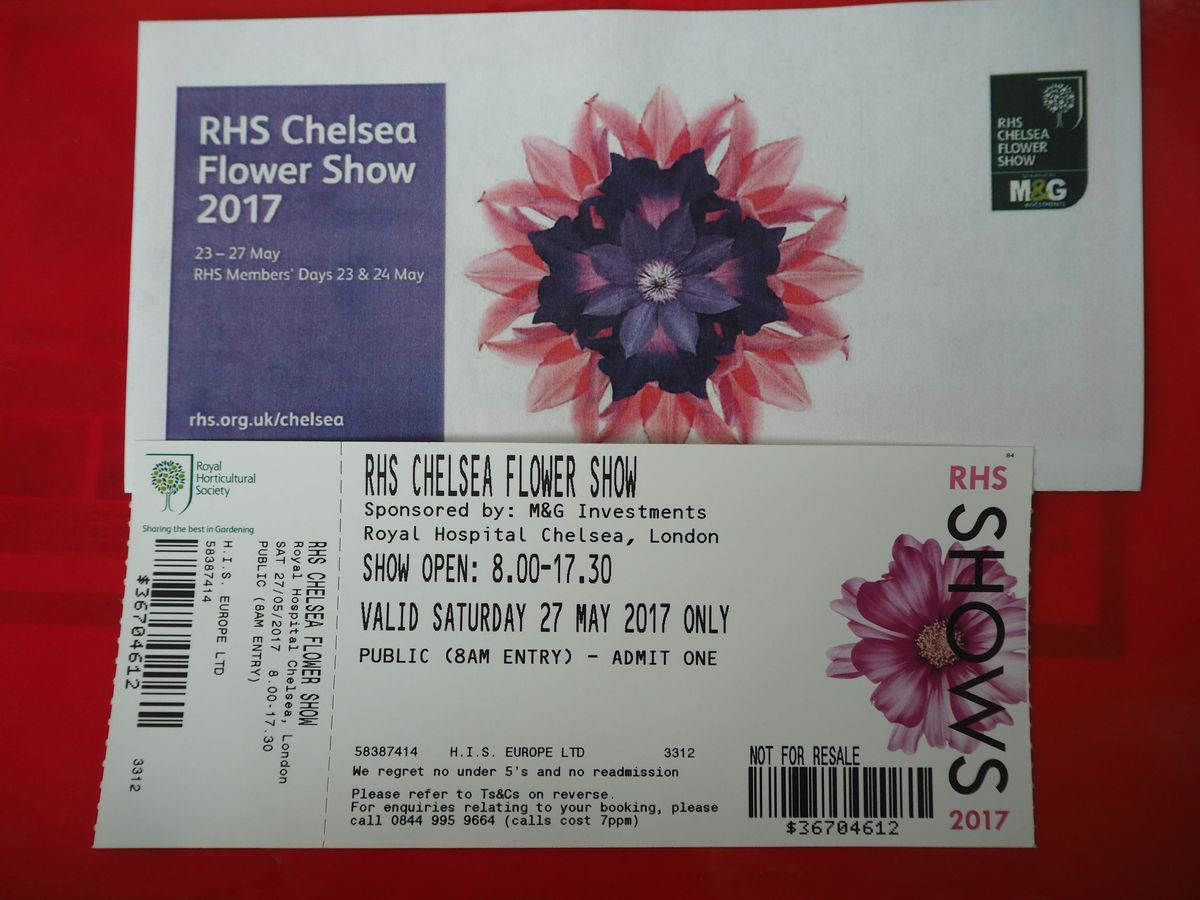 RHS Chelsea
Flower Show
2017
23 – 27 May
RHS Members' Days 23 & 24 May
rhs.org.uk/chelsea
RHS
CHELSEA
FLOWER
SHOW
Sponsored by
M&G
INVESTMENTS
Royal
Horticultural
Society
Sharing the best in Gardening
RHS CHELSEA FLOWER SHOW
Royal Hospital Chelsea, London
SAT 27/05/2017 8.00-17.30
PUBLIC (8AM ENTRY)
H.I.S. EUROPE LTD
58387414
$36704612
3312
RHS CHELSEA FLOWER SHOW
Sponsored by: M&G Investments
Royal Hospital Chelsea, London
SHOW OPEN: 8.00-17.30
VALID SATURDAY 27 MAY 2017 ONLY
PUBLIC (8AM ENTRY) - ADMIT ONE
58387414 H.I.S. EUROPE LTD 3312
We regret no under 5's and no readmission
Please refer to Ts&Cs on reverse.
For enquiries relating to your booking, please
call 0844 995 9664 (calls cost 7ppm)
NOT FOR RESALE
$36704612
84
RHS
SHOWS
2017